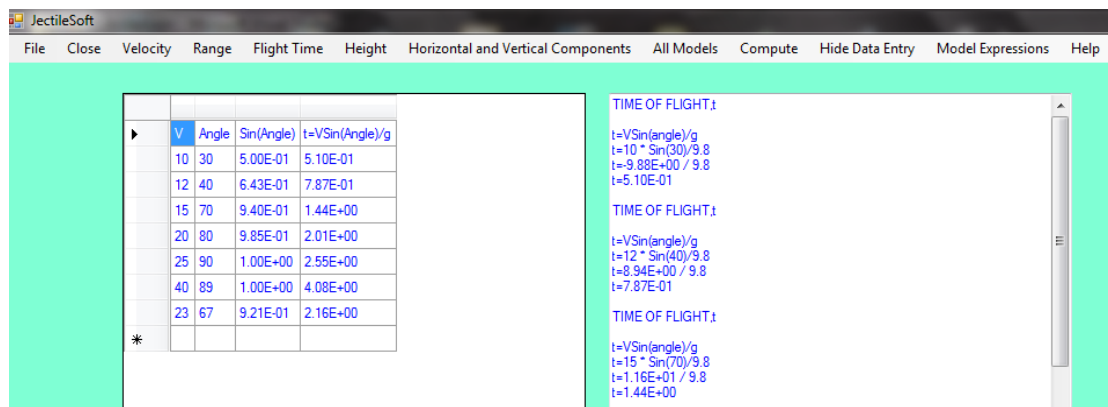 JectileSoft
File Close Velocity Range Flight Time Height Horizontal and Vertical Components All Models Compute Hide Data Entry Model Expressions Help
V Angle Sin(Angle) t=VSin(Angle)/g
10 30 5.00E-01 5.10E-01
12 40 6.43E-01 7.87E-01
15 70 9.40E-01 1.44E+00
20 80 9.85E-01 2.01E+00
25 90 1.00E+00 2.55E+00
40 89 1.00E+00 4.08E+00
23 67 9.21E-01 2.16E+00
TIME OF FLIGHT,t
t=VSin(angle)/g
t=10 * Sin(30)/9.8
t=-9.88E+00 / 9.8
t=5.10E-01
TIME OF FLIGHT,t
t=VSin(angle)/g
t=12 * Sin(40)/9.8
t=8.94E+00 / 9.8
t=7.87E-01
TIME OF FLIGHT,t
t=VSin(angle)/g
t=15 * Sin(70)/9.8
t=1.16E+01 / 9.8
t=1.44E+00